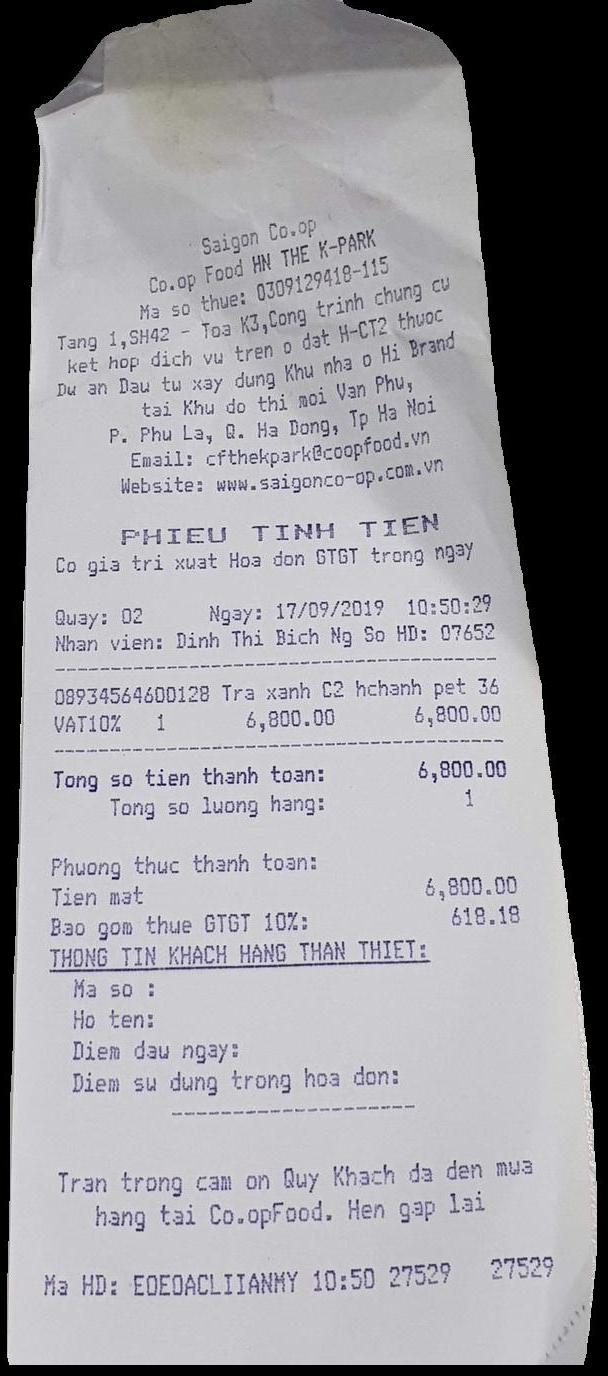 Saigon Co.op
Co.op Food HN THE K-PARK
Ma so thue: 0309129418-115
Tang 1,SH42 - Toa K3,Cong trinh chung cu
ket hop dich vu tren o dat H-CT2 thuoc
Du an Dau tu xay dung Khu nha o Hi Brand
tai Khu do thi moi Van Phu,
P. Phu La, Q. Ha Dong, Tp Ha Noi
Email: cfthekpark@coopfood.vn
Website: www.saigonco-op.com.vn
PHIEU TINH TIEN
Co gia tri xuat Hoa don GTGT trong ngay
Quay: 02 Ngay: 17/09/2019 10:50:29
Nhan vien: Dinh Thi Bich Ng So HD: 07652
08934564600128 Tra xanh C2 hchanh pet 36
VAT10% 1 6,800.00 6,800.00
Tong so tien thanh toan: 6,800.00
Tong so luong hang: 1
Phuong thuc thanh toan:
Tien mat 6,800.00
Bao gom thue GTGT 10%: 618.18
THONG TIN KHACH HANG THAN THIET:
Ma so :
Ho ten:
Diem dau ngay:
Diem su dung trong hoa don:
Tran trong cam on Quy Khach da den mua
hang tai Co.opFood. Hen gap lai
Ma HD: EOEOACLIIANMY 10:50 27529 27529